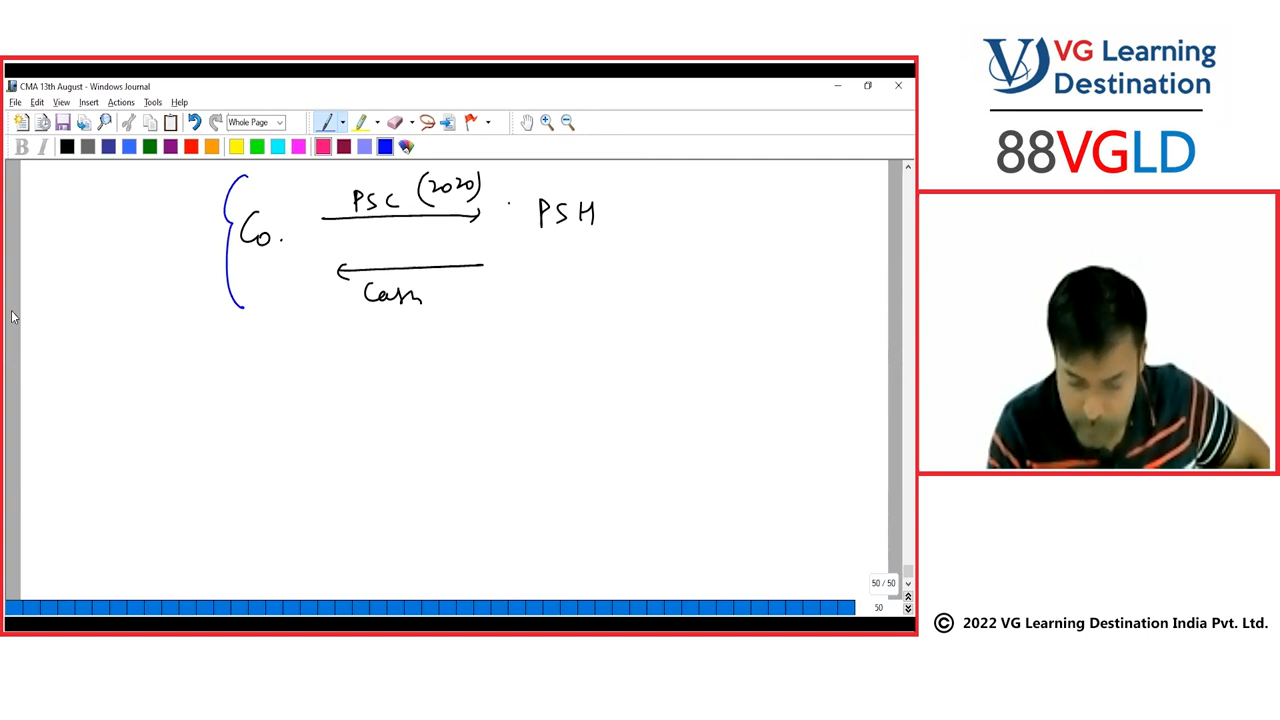 CMA 13th August - Windows Journal
File Edit View Insert Actions Tools Help
Whole Page
B I
Co.
PSC (2020)
PSH
Cash
50 / 50
50
VG Learning
Destination
88VGLD
© 2022 VG Learning Destination India Pvt. Ltd.